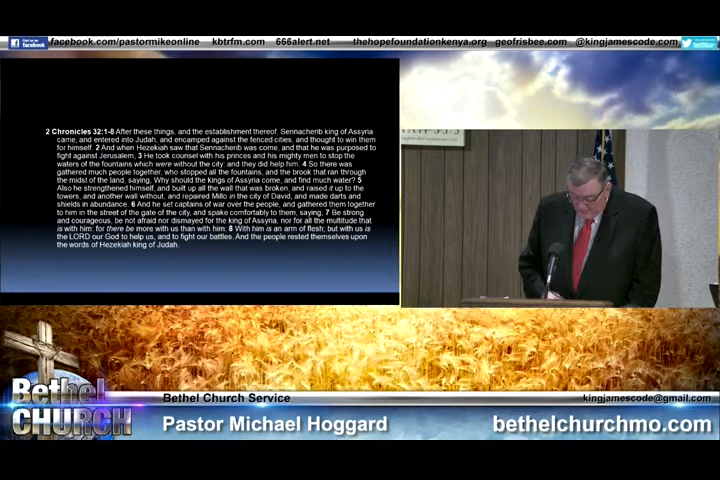 facebook.com/pastormikeonline kbtrfm.com 666alert.net thehopefoundationkenya.org geofrisbee.com @kingjamescode.com
facebook
2 Chronicles 32:1-8 After these things, and the establishment thereof, Sennacherib king of Assyria
came, and entered into Judah, and encamped against the fenced cities, and thought to win them
for himself. 2 And when Hezekiah saw that Sennacherib was come, and that he was purposed to
fight against Jerusalem, 3 He took counsel with his princes and his mighty men to stop the
waters of the fountains which were without the city: and they did help him. 4 So there was
gathered much people together, who stopped all the fountains, and the brook that ran through
the midst of the land, saying, Why should the kings of Assyria come, and find much water? 5
Also he strengthened himself, and built up all the wall that was broken, and raised it up to the
towers, and another wall without, and repaired Millo in the city of David, and made darts and
shields in abundance. 6 And he set captains of war over the people, and gathered them together
to him in the street of the gate of the city, and spake comfortably to them, saying, 7 Be strong
and courageous, be not afraid nor dismayed for the king of Assyria, nor for all the multitude that
is with him: for there be more with us than with him: 8 With him is an arm of flesh; but with us is
the LORD our God to help us, and to fight our battles. And the people rested themselves upon
the words of Hezekiah king of Judah.
Bethel
CHURCH
Bethel Church Service
kingjamescode@gmail.com
Pastor Michael Hoggard
bethelchurchmo.com